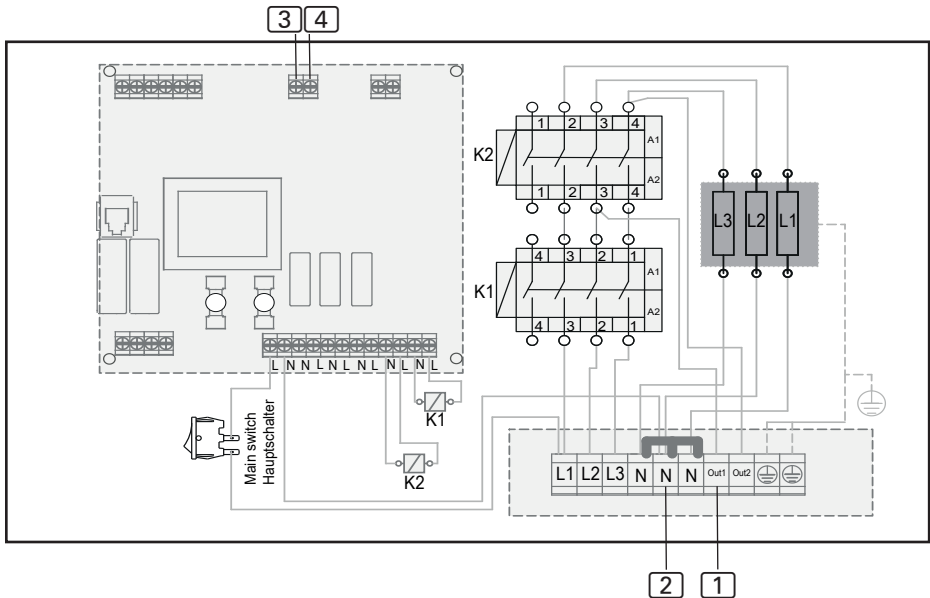 3 4
1 2 3 4
A1
K2
A2
1 2 3 4
L3 L2 L1
4 3 2 1
A1
K1
A2
4 3 2 1
L N N L N L N L N L N L
K1
Main switch
Hauptschalter
K2
L1 L2 L3 N N N Out1 Out2
2 1